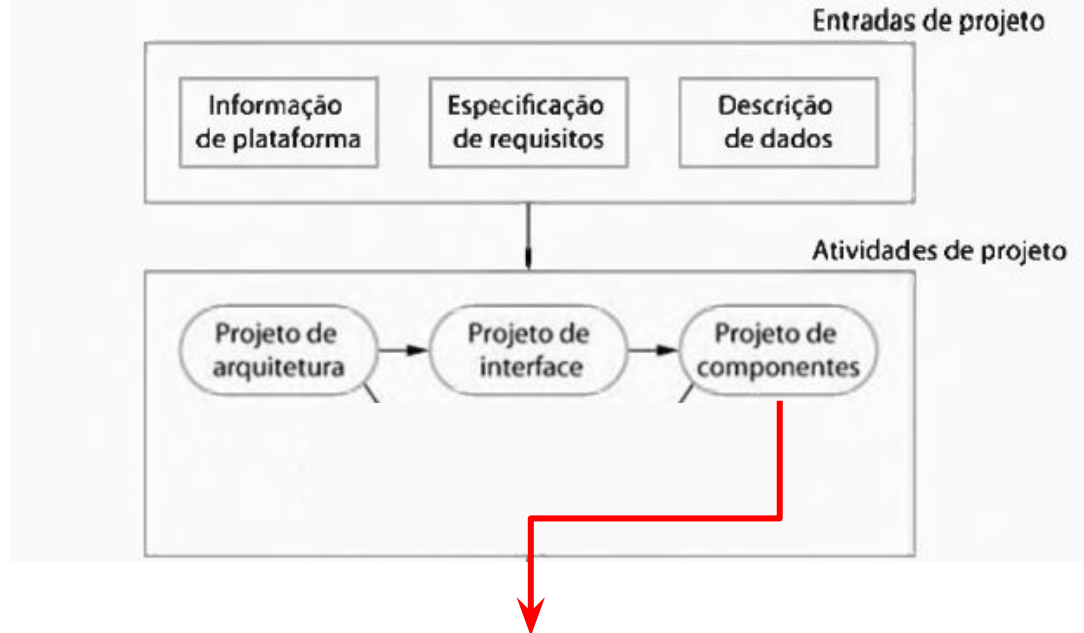 Entradas de projeto
Informação
de plataforma
Especificação
de requisitos
Descrição
de dados
Atividades de projeto
Projeto de
arquitetura
Projeto de
interface
Projeto de
componentes